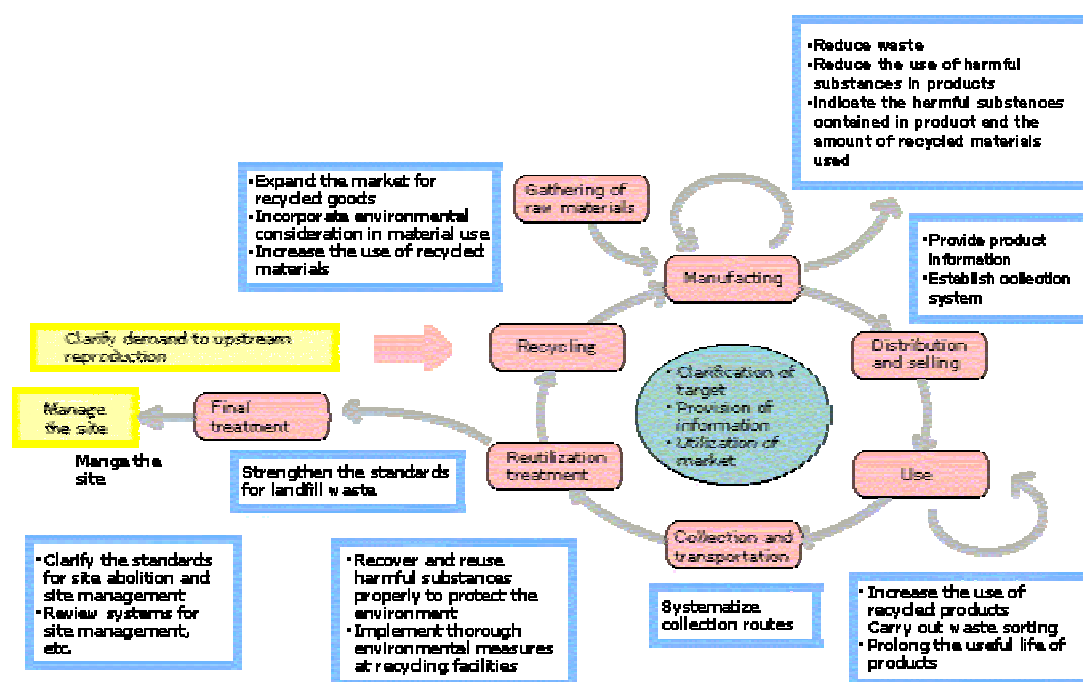 •Reduce waste
•Reduce the use of harmful
substances in products
•Indicate the harmful substences
contained in product and the
amount of recycled materials
used
•Expand the market for
recycled goods
•Incorporate environmental
consideration in material use
•Increase the use of recycled
materials
Gathering of
raw materials
Manufacting
•Provide product
information
•Establish collection
system
Clarify demand to upstream
reproduction
Recycling
Distribution
and selling
• Clarification of
target
• Provision of
information
• Utilization of
market
Manage
the site
Final
treatment
Reutilization
treatment
Use
Mange the
site
Strengthen the standards
for landfill waste
Collection and
transportation
•Clarify the standards
for site abolition and
site management
•Review systems for
site management,
etc.
•Recover and reuse
harmful substances
properly to protect the
environment
•Implement thorough
environmental measures
at recycling facilities
Systematize
collection routes
• Increase the use of
recycled products
Carry out waste sorting
• Prolong the useful life of
products